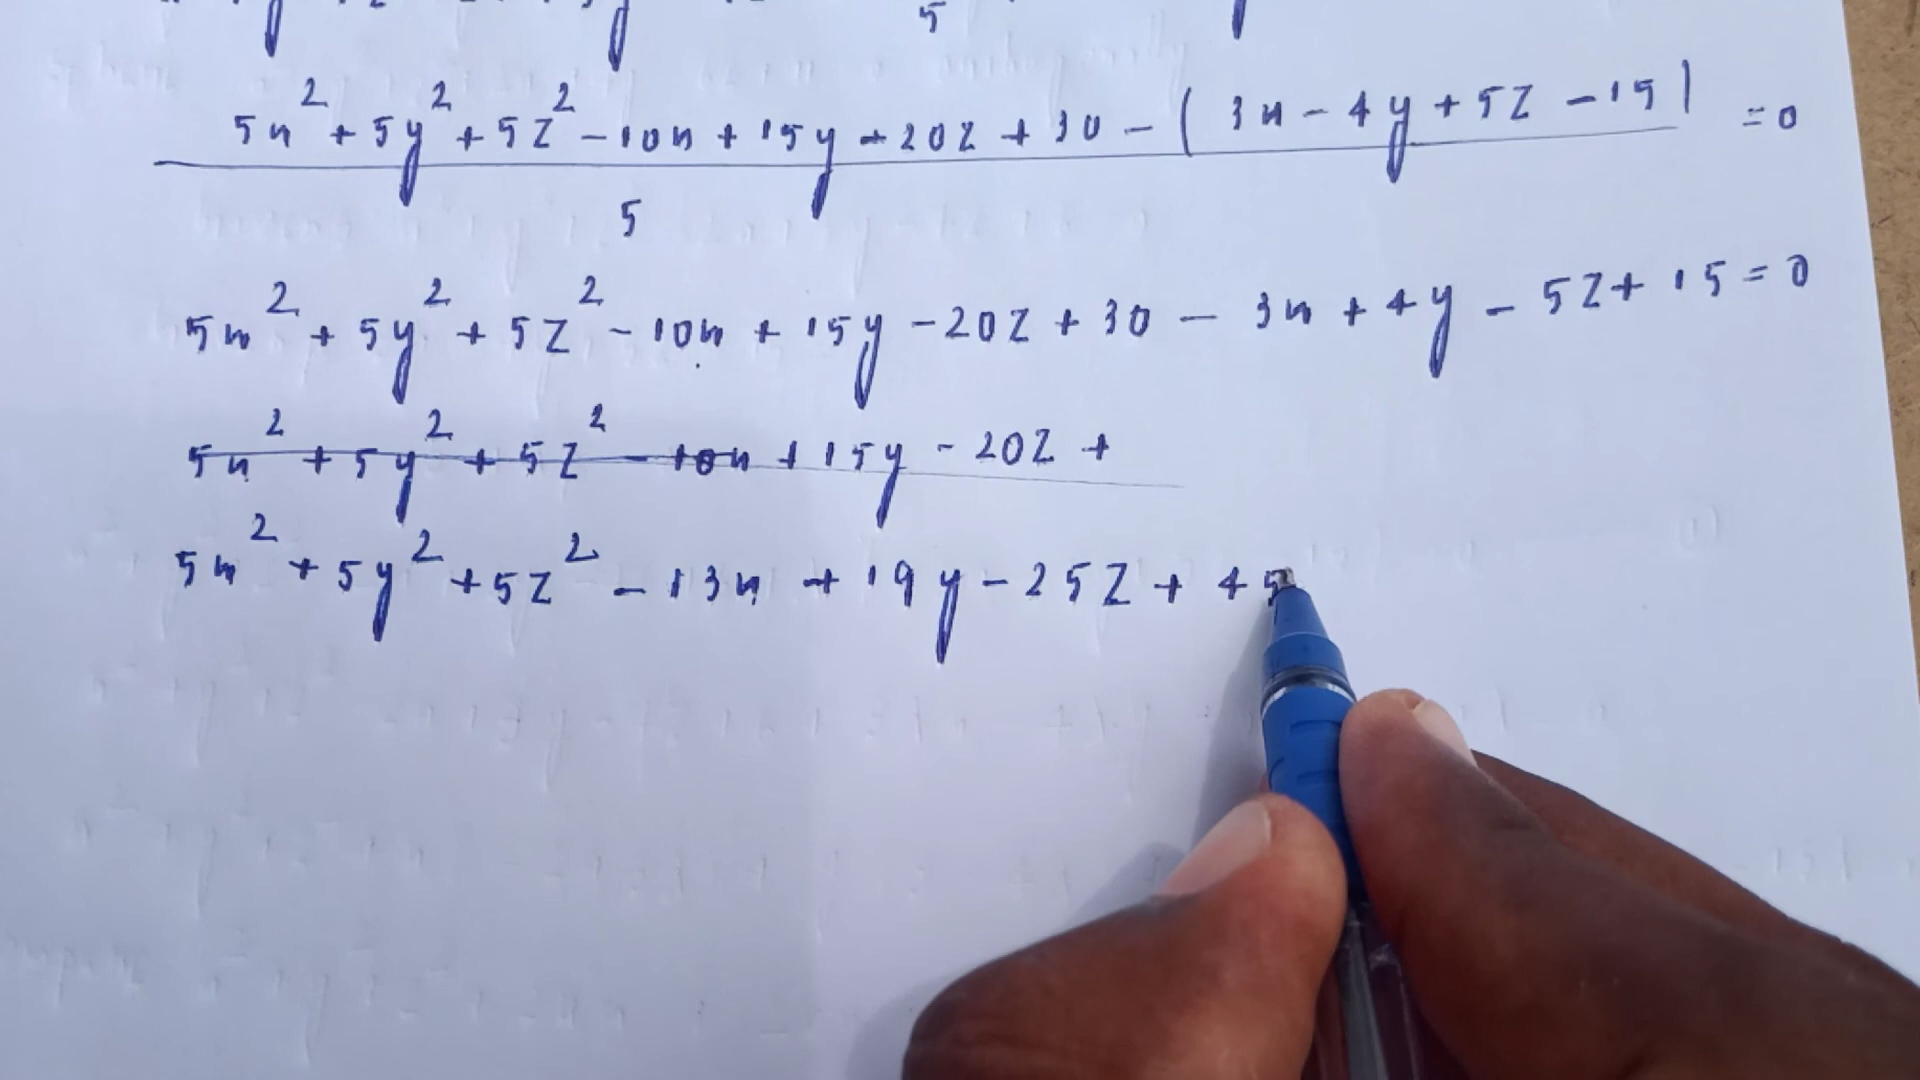 5
5x² + 5y² + 5z² - 10x + 15y - 20z + 30 - ( 3x - 4y + 5z - 15 ) = 0
5
5x² + 5y² + 5z² - 10x + 15y - 20z + 30 - 3x + 4y - 5z + 15 = 0
5x² + 5y² + 5z² - 10x + 15y - 20z +
5x² + 5y² + 5z² - 13x + 19y - 25z + 45